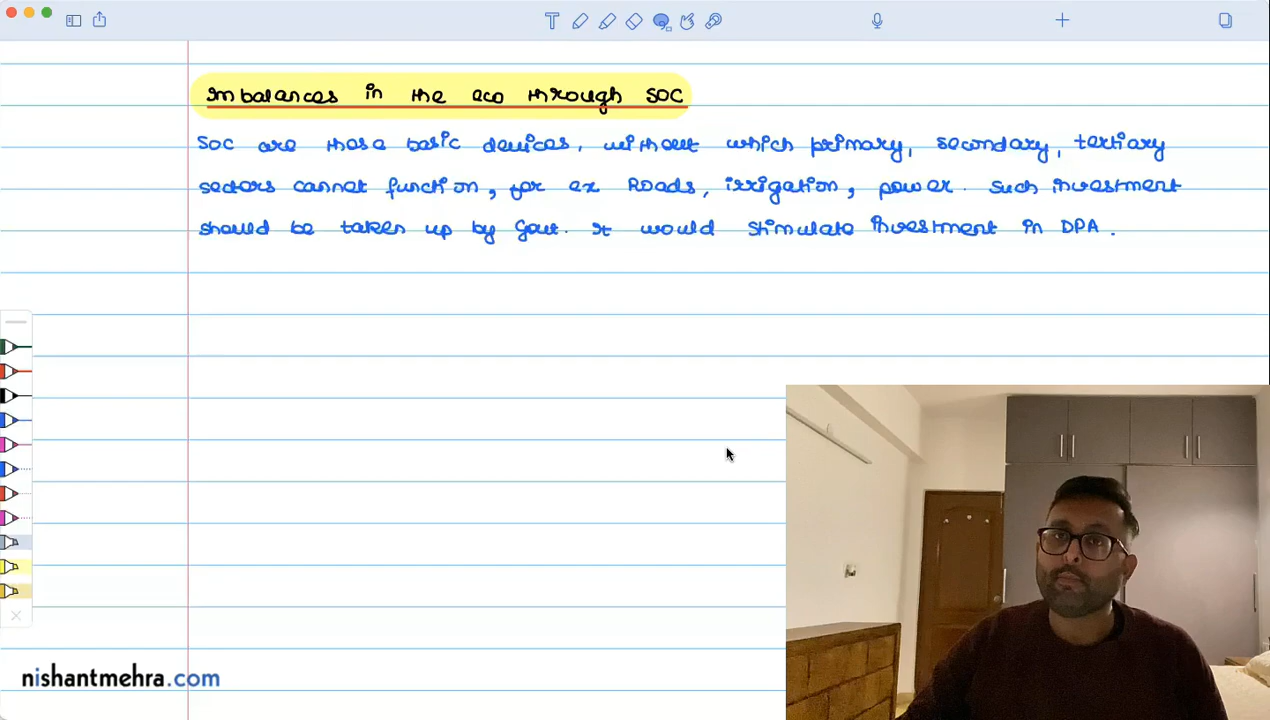 Imbalances in the eco through SOC
SOC are those basic devices, without which primary, secondary, tertiary
sectors cannot function, for ex Roads, irrigation, power. Such investment
should be taken up by Govt. It would stimulate investment in DPA.
nishantmehra.com